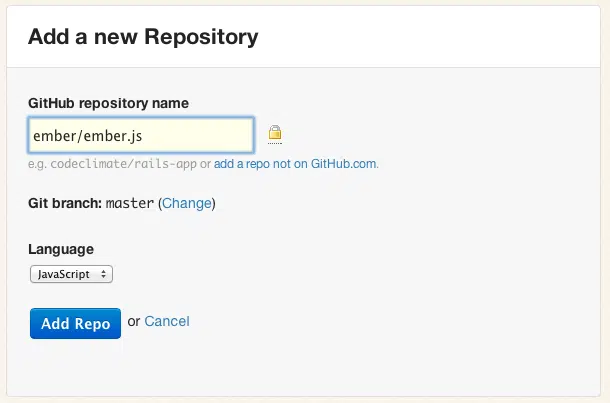 Add a new Repository
GitHub repository name
ember/ember.js
e.g. codeclimate/rails-app or add a repo not on GitHub.com.
Git branch: master (Change)
Language
JavaScript
Add Repo or Cancel